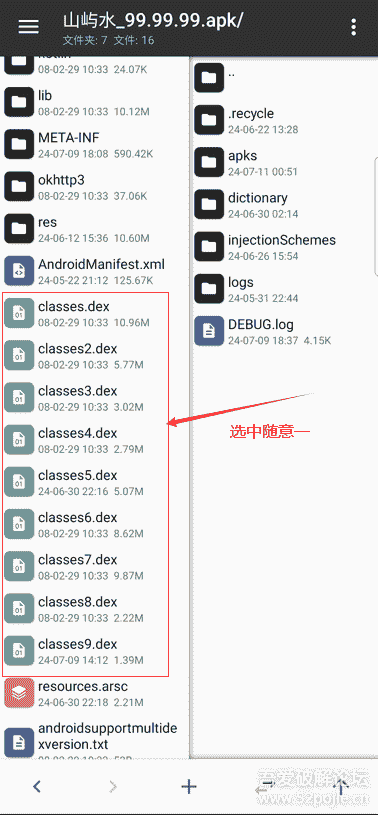 山屿水_99.99.99.apk/
文件夹: 7 文件: 16
08-02-29 10:33 24.07K
lib
08-02-29 10:33 10.12M
META-INF
24-07-09 18:08 590.42K
okhttp3
08-02-29 10:33 37.06K
res
24-06-12 15:36 10.60M
AndroidManifest.xml
24-05-22 21:12 125.67K
classes.dex
08-02-29 10:33 10.96M
classes2.dex
08-02-29 10:33 5.77M
classes3.dex
08-02-29 10:33 3.02M
classes4.dex
08-02-29 10:33 2.79M
classes5.dex
24-06-30 22:16 5.07M
classes6.dex
08-02-29 10:33 8.62M
classes7.dex
08-02-29 10:33 9.87M
classes8.dex
08-02-29 10:33 2.22M
classes9.dex
24-07-09 14:12 1.39M
resources.arsc
24-06-30 22:18 2.21M
androidsupportmultide
xversion.txt
..
.recycle
24-06-22 13:28
apks
24-07-11 00:51
dictionary
24-06-30 02:14
injectionSchemes
24-06-26 15:54
logs
24-05-31 22:44
DEBUG.log
24-07-09 18:37 4.15K
选中随意一
吾爱破解论坛
www.52pojie.cn